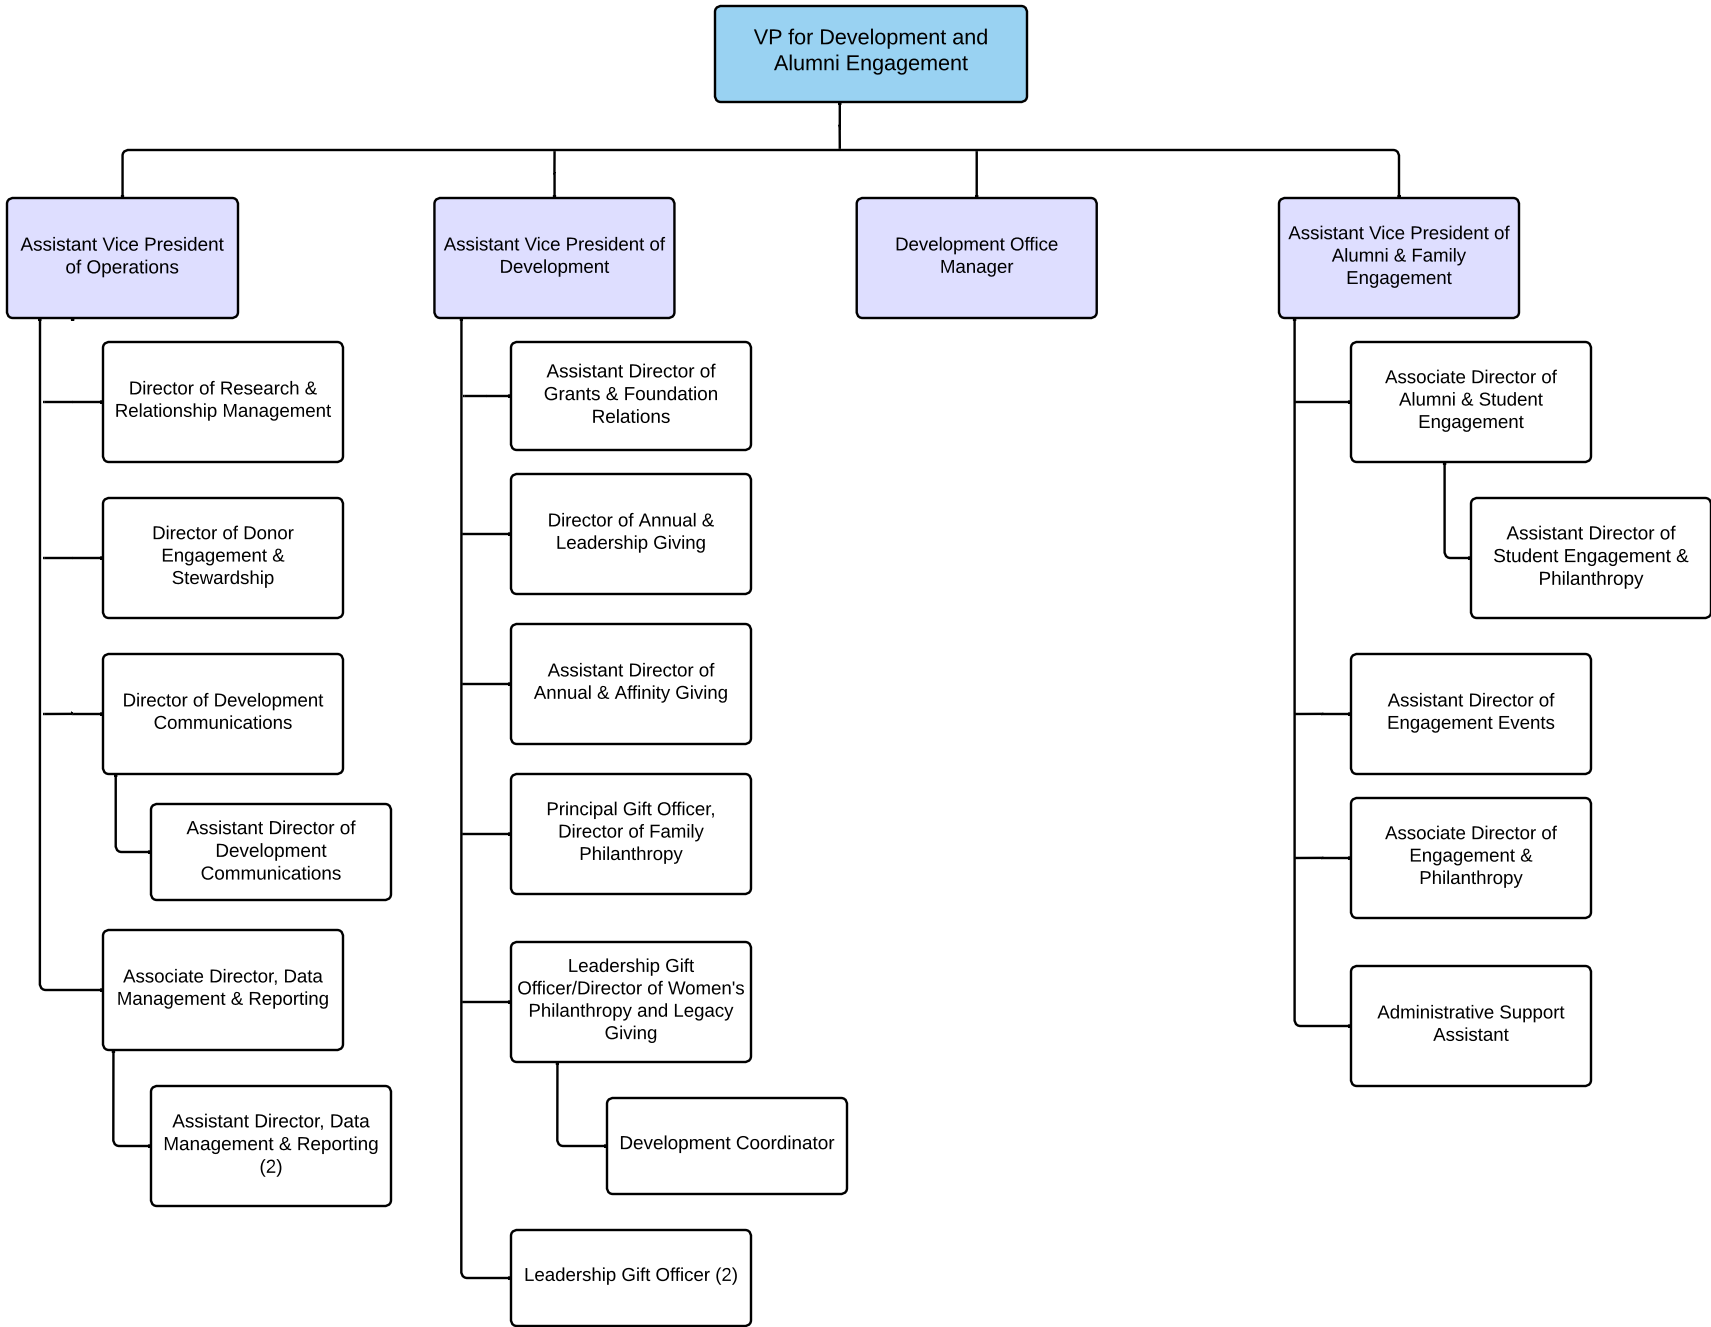 VP for Development and
Alumni Engagement
Assistant Vice President
of Operations
Assistant Vice President of
Development
Development Office
Manager
Assistant Vice President of
Alumni & Family
Engagement
Director of Research &
Relationship Management
Director of Donor
Engagement &
Stewardship
Director of Development
Communications
Assistant Director of
Development
Communications
Associate Director, Data
Management & Reporting
Assistant Director, Data
Management & Reporting
(2)
Assistant Director of
Grants & Foundation
Relations
Director of Annual &
Leadership Giving
Assistant Director of
Annual & Affinity Giving
Principal Gift Officer,
Director of Family
Philanthropy
Leadership Gift
Officer/Director of Women's
Philanthropy and Legacy
Giving
Development Coordinator
Leadership Gift Officer (2)
Associate Director of
Alumni & Student
Engagement
Assistant Director of
Student Engagement &
Philanthropy
Assistant Director of
Engagement Events
Associate Director of
Engagement &
Philanthropy
Administrative Support
Assistant